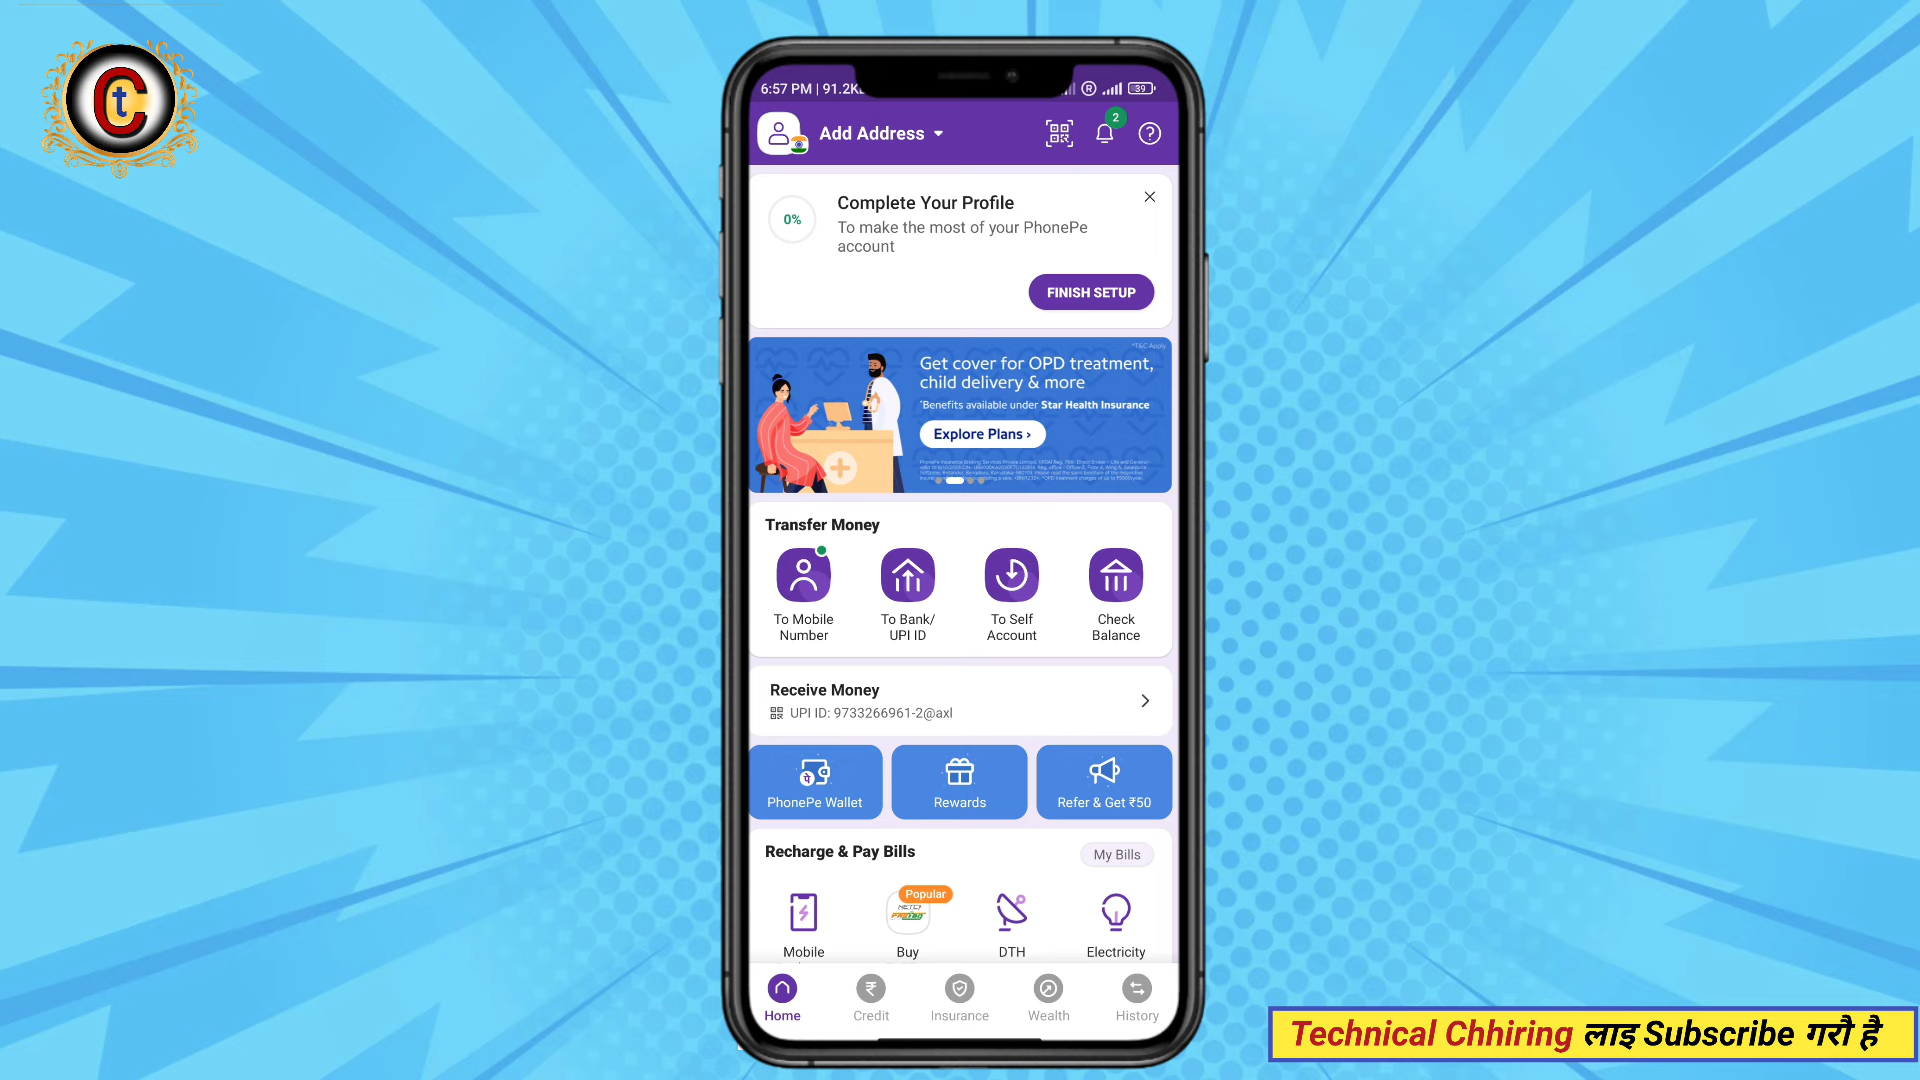 Ct
6:57 PM | 91.2K
R
39
Add Address
2
?
0%
Complete Your Profile
To make the most of your PhonePe
account
FINISH SETUP
*T&C Apply
Get cover for OPD treatment,
child delivery & more
*Benefits available under Star Health Insurance
Explore Plans ›
Transfer Money
To Mobile
Number
To Bank/
UPI ID
To Self
Account
Check
Balance
Receive Money
UPI ID: 9733266961-2@axl
पे
PhonePe Wallet
Rewards
Refer & Get ₹50
Recharge & Pay Bills
My Bills
Popular
FASTag
Mobile
Buy
DTH
Electricity
₹
Home
Credit
Insurance
Wealth
History
Technical Chhiring लाइ Subscribe गरौ है